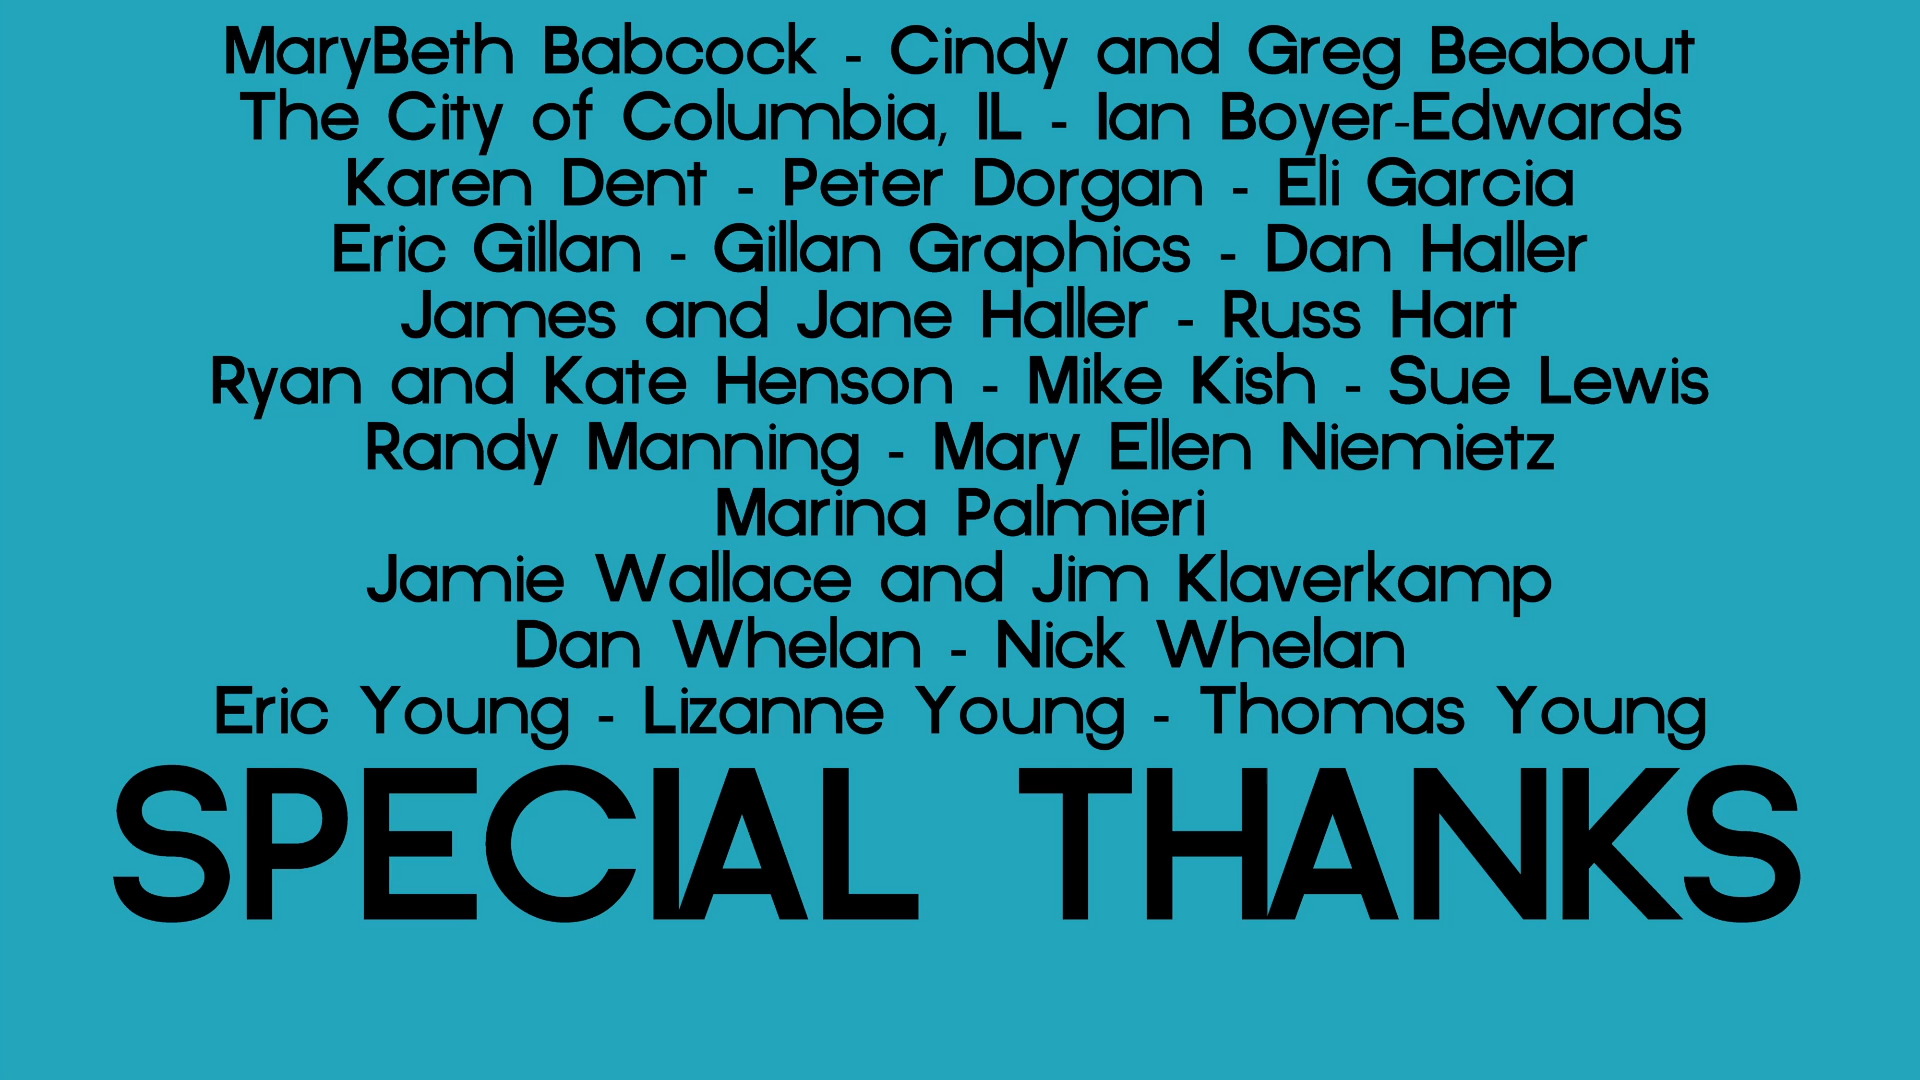 MaryBeth Babcock - Cindy and Greg Beabout
The City of Columbia, IL - Ian Boyer-Edwards
Karen Dent - Peter Dorgan - Eli Garcia
Eric Gillan - Gillan Graphics - Dan Haller
James and Jane Haller - Russ Hart
Ryan and Kate Henson - Mike Kish - Sue Lewis
Randy Manning - Mary Ellen Niemietz
Marina Palmieri
Jamie Wallace and Jim Klaverkamp
Dan Whelan - Nick Whelan
Eric Young - Lizanne Young - Thomas Young
SPECIAL THANKS